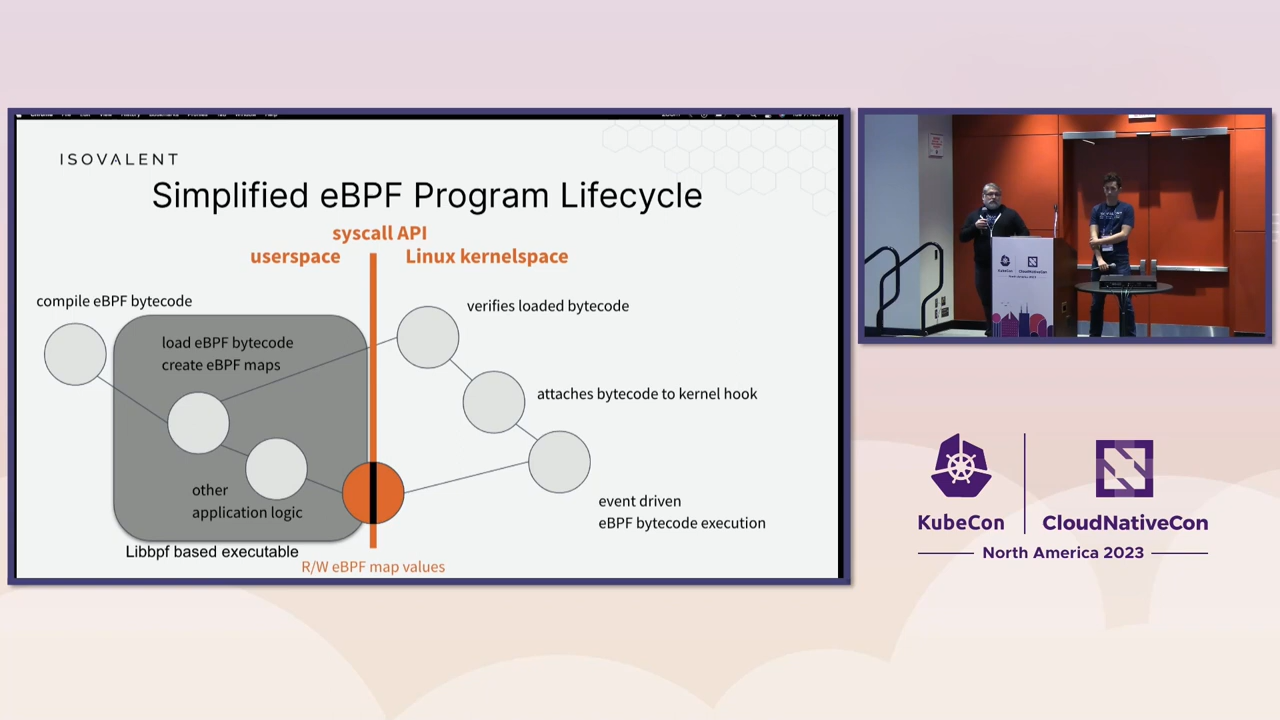 ISOVALENT
Simplified eBPF Program Lifecycle
syscall API
userspace
Linux kernelspace
compile eBPF bytecode
verifies loaded bytecode
load eBPF bytecode
create eBPF maps
attaches bytecode to kernel hook
other
application logic
event driven
eBPF bytecode execution
Libbpf based executable
R/W eBPF map values
KubeCon
CloudNativeCon
KubeCon
CloudNativeCon
North America 2023